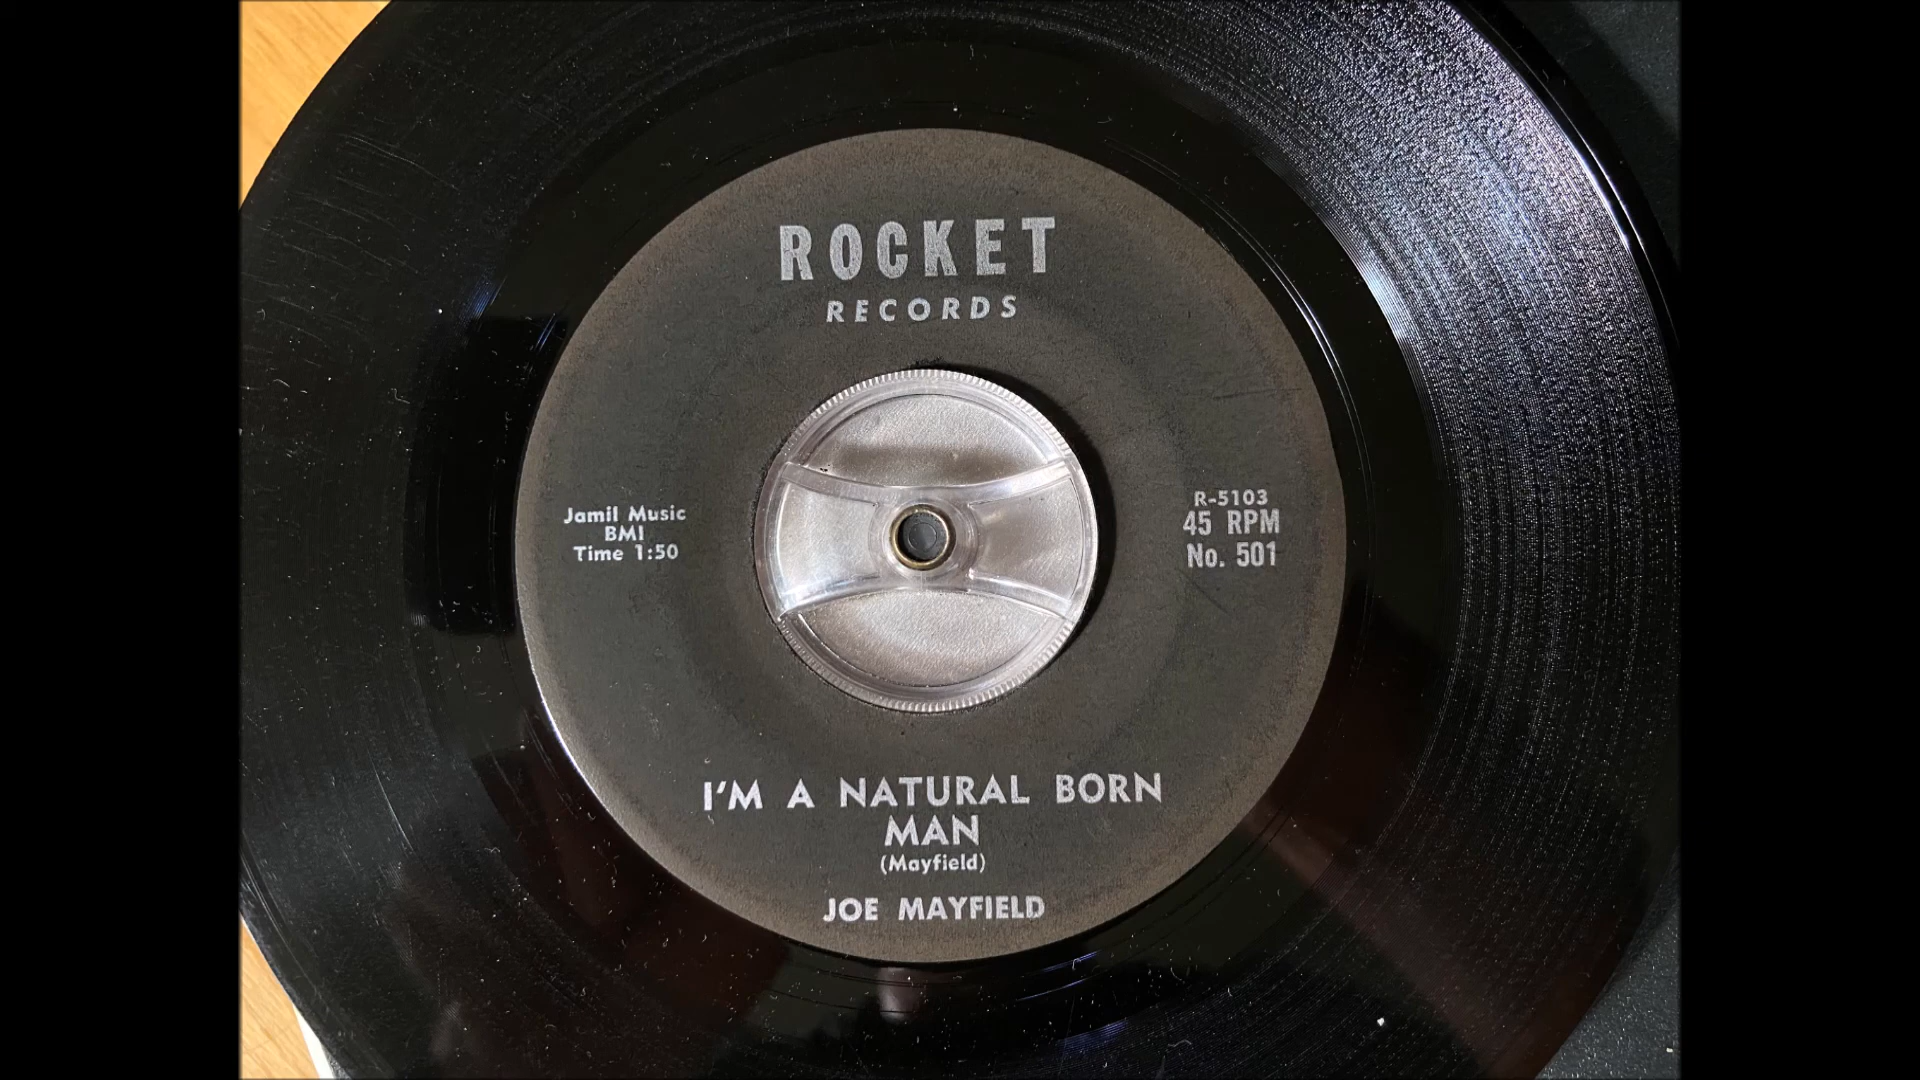 ROCKET
RECORDS
Jamil Music
BMI
Time 1:50
R-5103
45 RPM
No. 501
I'M A NATURAL BORN
MAN
(Mayfield)
JOE MAYFIELD